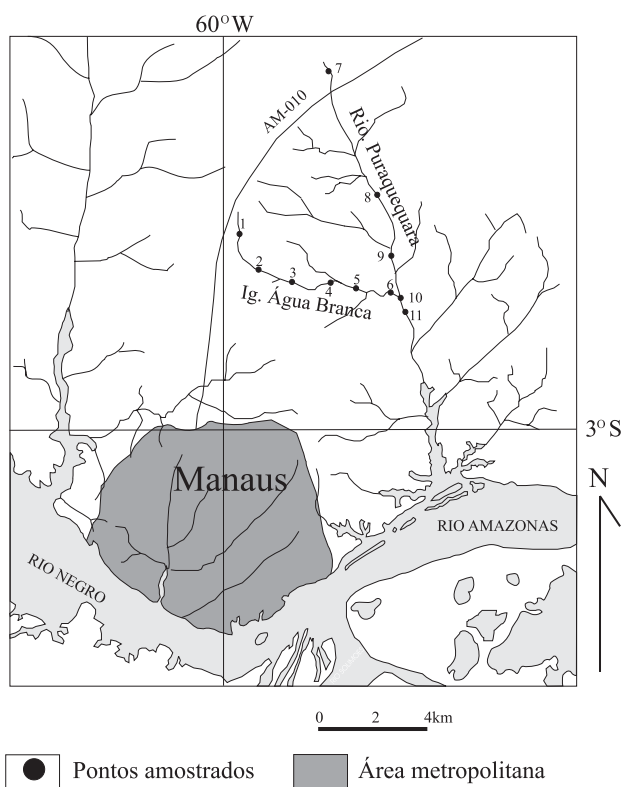 60° W
7
AM-010
Rio. Puraquequara
8
1
9
2
3
4
5
6
10
11
Ig. Água Branca
3° S
Manaus
N
RIO AMAZONAS
RIO NEGRO
0 2 4km
Pontos amostrados
Área metropolitana